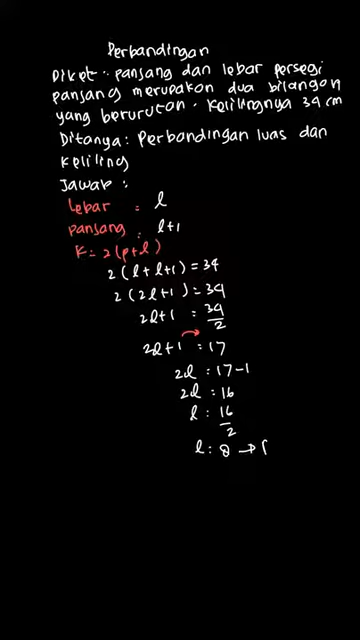 Perbandingan
Diket : panjang dan lebar persegi
panjang merupakan dua bilangan
yang berurutan. Kelilingnya 34 cm
Ditanya : Perbandingan luas dan
Keliling
Jawab :
Lebar = l
panjang = l+1
K = 2(p+l)
2(l+l+1) = 34
2(2l+1) = 34
2l+1 = 34/2
2l+1 = 17
2l = 17-1
2l = 16
l = 16/2
l = 8 → l